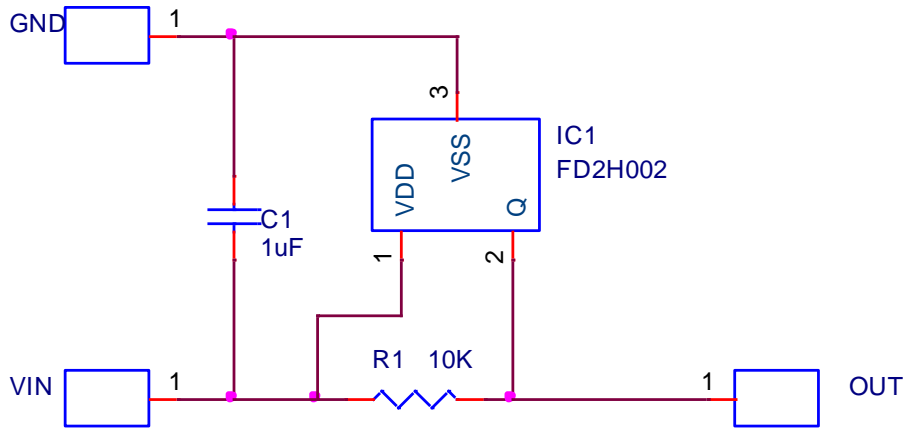 GND
1
3
IC1
FD2H002
VSS
VDD
Q
C1
1uF
1
2
R1 10K
VIN
1
1
OUT